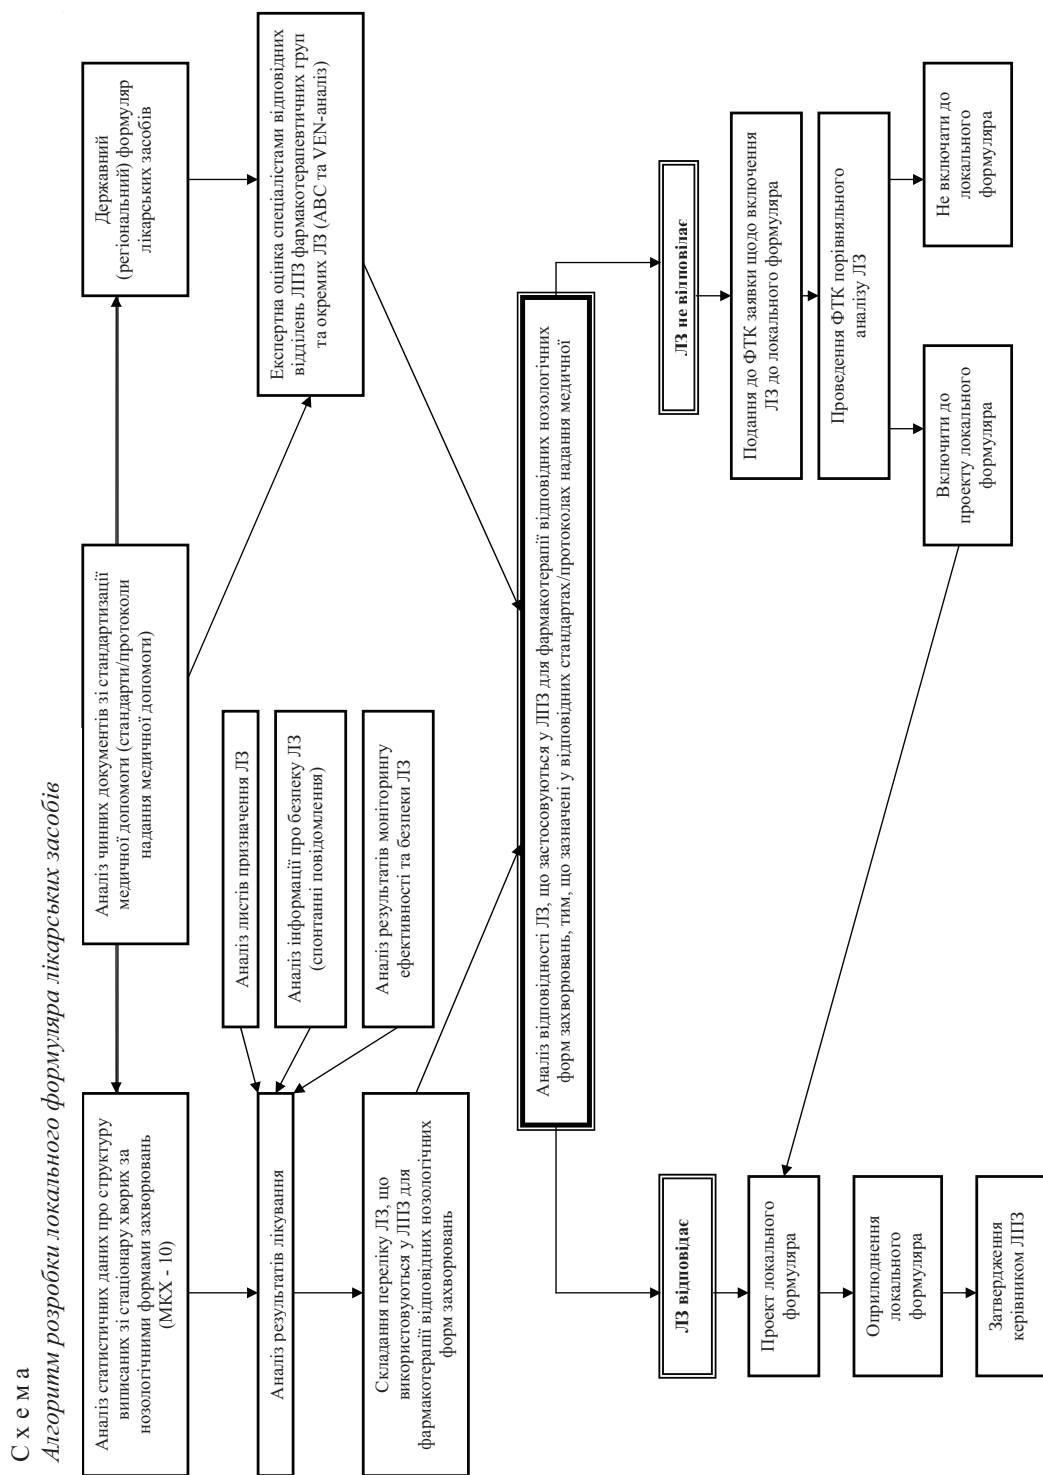 С х е м а
Алгоритм розробки локального формуляра лікарських засобів
Аналіз статистичних даних про структуру
виписаних зі стаціонару хворих за
нозологічними формами захворювань
(МКХ - 10)
Аналіз чинних документів зі стандартизації
медичної допомоги (стандарти/протоколи
надання медичної допомоги)
Державний
(регіональний) формуляр
лікарських засобів
Аналіз результатів лікування
Аналіз листів призначення ЛЗ
Аналіз інформації про безпеку ЛЗ
(спонтанні повідомлення)
Аналіз результатів моніторингу
ефективності та безпеки ЛЗ
Експертна оцінка спеціалістами відповідних
відділень ЛПЗ фармакотерапевтичних груп
та окремих ЛЗ (АВС та VEN-аналіз)
Складання переліку ЛЗ, що
використовуються у ЛПЗ для
фармакотерапії відповідних нозологічних
форм захворювань
Аналіз відповідності ЛЗ, що застосовуються у ЛПЗ для фармакотерапії відповідних нозологічних
форм захворювань, тим, що зазначені у відповідних стандартах/протоколах надання медичної
ЛЗ відповідає
Проект локального
формуляра
Оприлюднення
локального
формуляра
Затвердження
керівником ЛПЗ
ЛЗ не відповідає
Подання до ФТК заявки щодо включення
ЛЗ до локального формуляра
Проведення ФТК порівняльного
аналізу ЛЗ
Включити до
проекту локального
формуляра
Не включати до
локального
формуляра